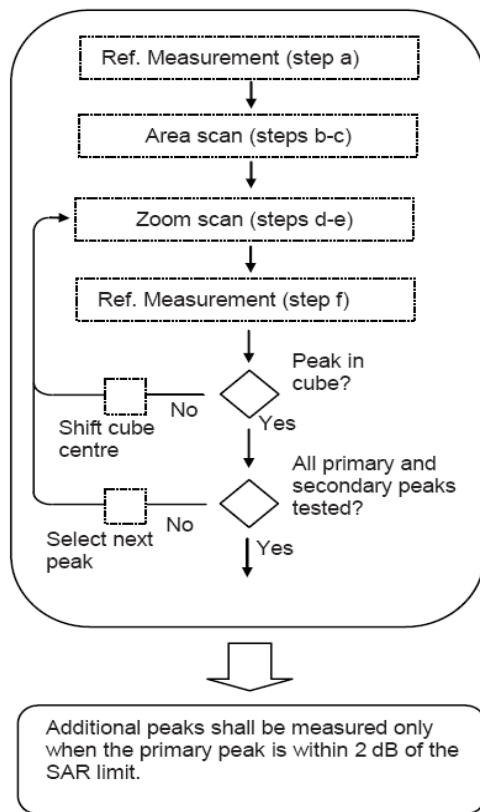 Ref. Measurement (step a)
Area scan (steps b-c)
Zoom scan (steps d-e)
Ref. Measurement (step f)
Peak in
cube?
No
Yes
Shift cube
centre
All primary and
secondary peaks
tested?
No
Yes
Select next
peak
Additional peaks shall be measured only
when the primary peak is within 2 dB of the
SAR limit.